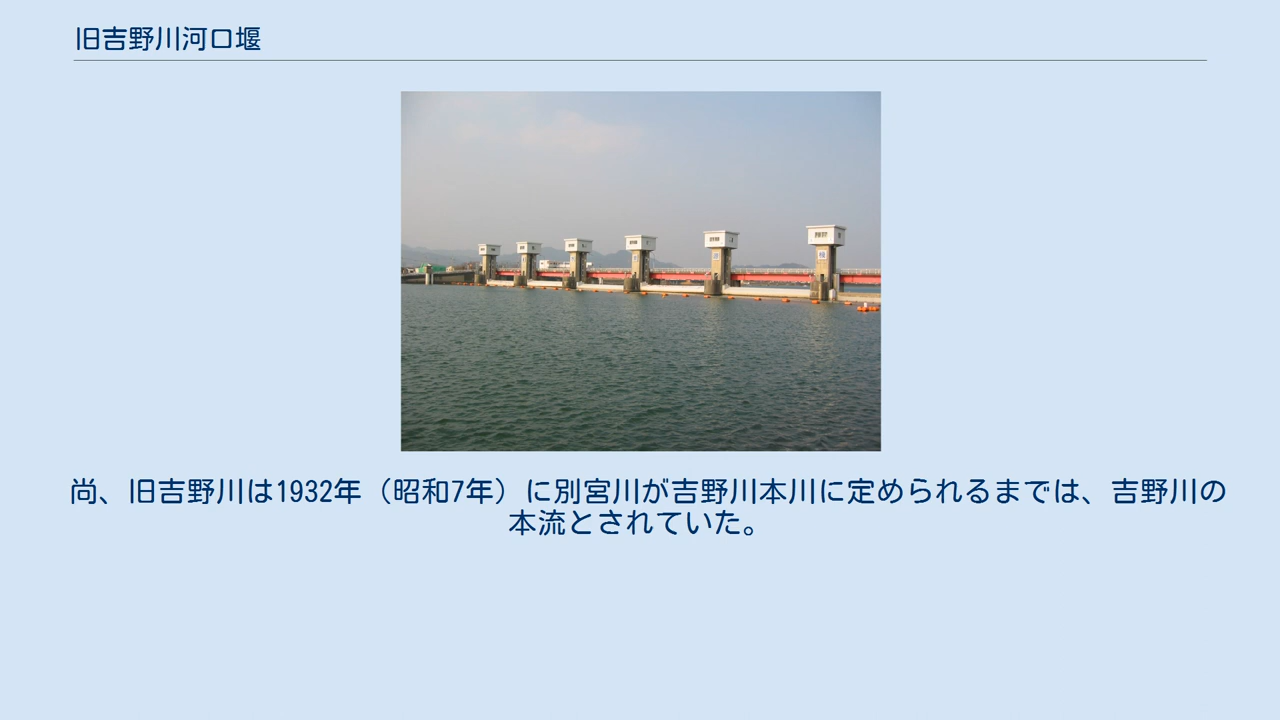 旧吉野川河口堰
尚、旧吉野川は1932年（昭和7年）に別宮川が吉野川本川に定められるまでは、吉野川の
本流とされていた。